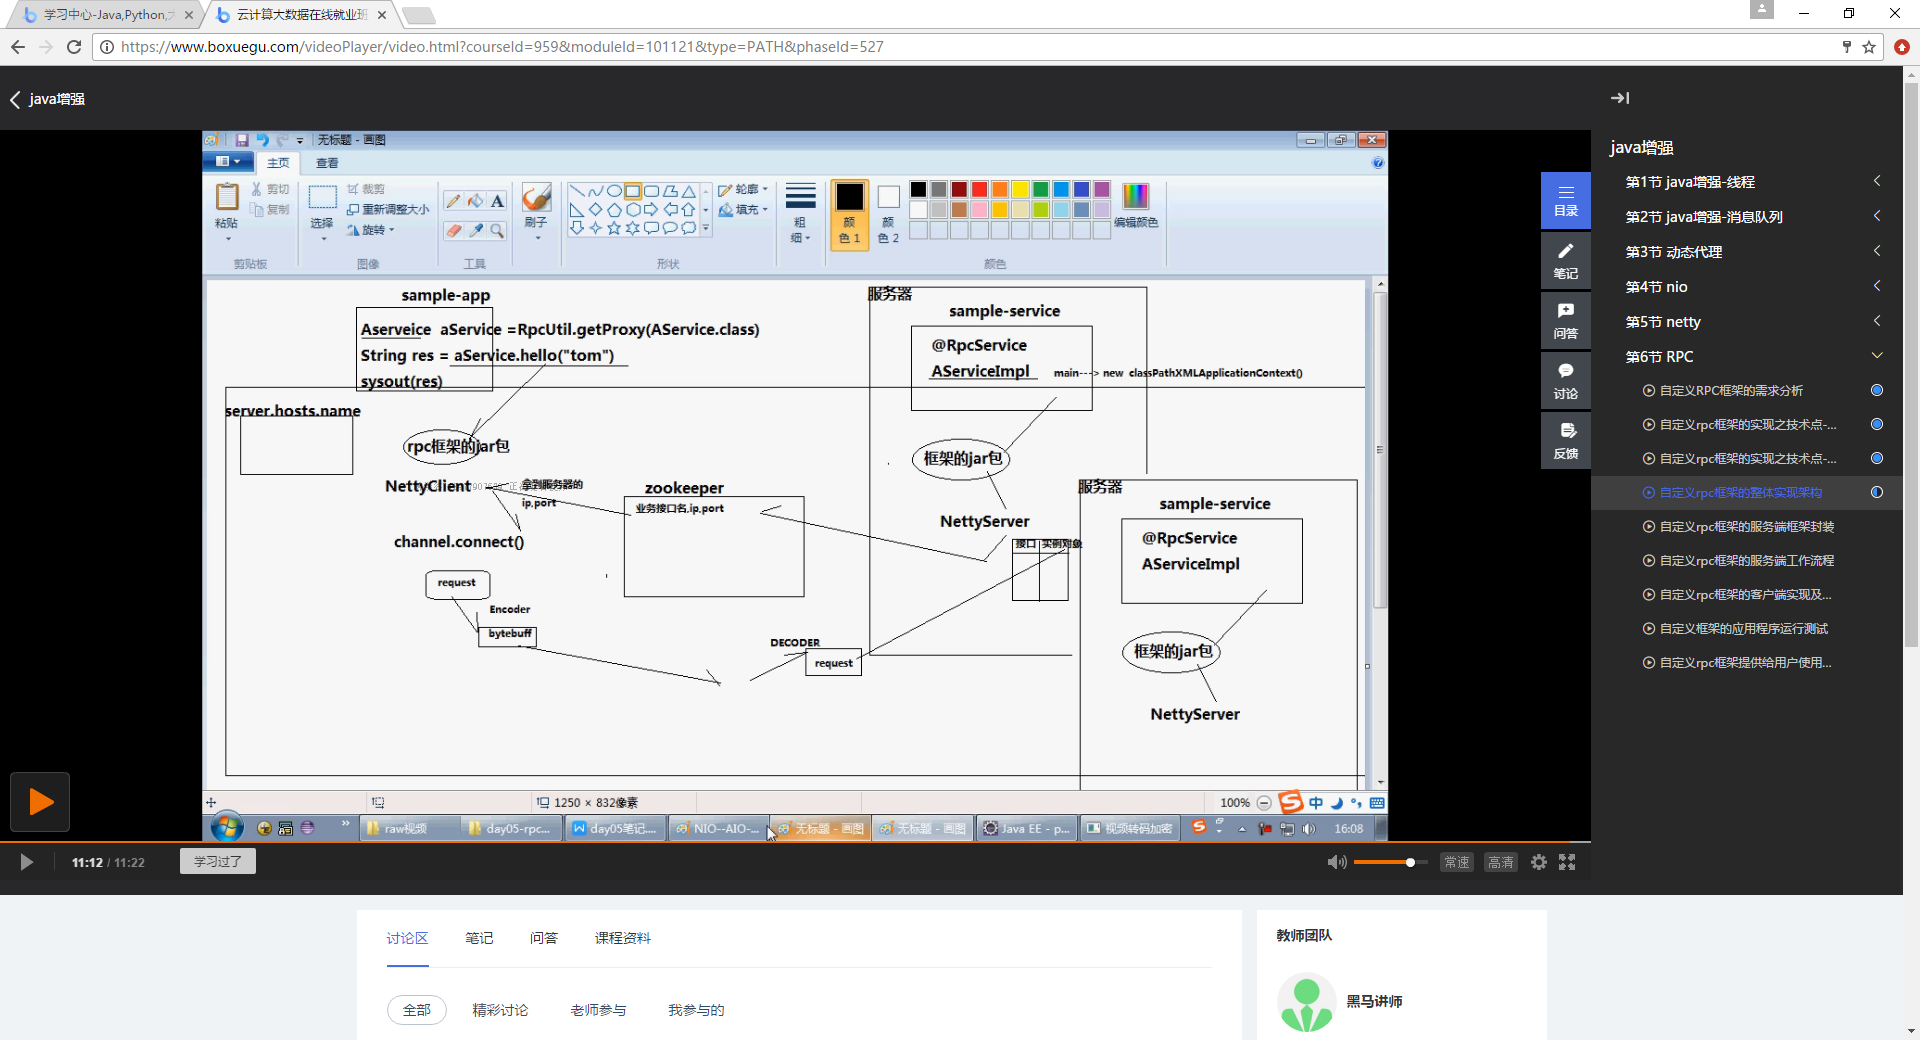 学习中心-Java,Python,大
云计算大数据在线就业班
https://www.boxuegu.com/videoPlayer/video.html?courseId=959&moduleId=101121&type=PATH&phaseId=527
java增强
无标题 - 画图
主页
查看
粘贴
剪切
复制
剪贴板
选择
裁剪
重新调整大小
旋转
图像
A
工具
刷子
形状
轮廓
填充
粗细
颜色 1
颜色 2
编辑颜色
颜色
sample-app
Aserveice aService =RpcUtil.getProxy(AService.class)
String res = aService.hello("tom")
sysout(res)
server.hosts.name
rpc框架的jar包
NettyClient
拿到服务器的
ip,port
channel.connect()
request
Encoder
bytebuff
zookeeper
业务接口名,ip,port
DECODER
request
服务器
sample-service
@RpcService
AServiceImpl
main---> new classPathXMLApplicationContext()
框架的jar包
NettyServer
接口 实例对象
服务器
sample-service
@RpcService
AServiceImpl
框架的jar包
NettyServer
1250 × 832像素
100%
中
raw视频
day05-rpc...
day05笔记....
NIO--AIO-...
无标题 - 画图
无标题 - 画图
Java EE - p...
视频转码加密
16:08
11:12 / 11:22
学习过了
常速
高清
目录
笔记
问答
讨论
反馈
java增强
第1节 java增强-线程
第2节 java增强-消息队列
第3节 动态代理
第4节 nio
第5节 netty
第6节 RPC
自定义RPC框架的需求分析
自定义rpc框架的实现之技术点-...
自定义rpc框架的实现之技术点-...
自定义rpc框架的整体实现架构
自定义rpc框架的服务端框架封装
自定义rpc框架的服务端工作流程
自定义rpc框架的客户端实现及...
自定义框架的应用程序运行测试
自定义rpc框架提供给用户使用...
讨论区
笔记
问答
课程资料
全部
精彩讨论
老师参与
我参与的
教师团队
黑马讲师